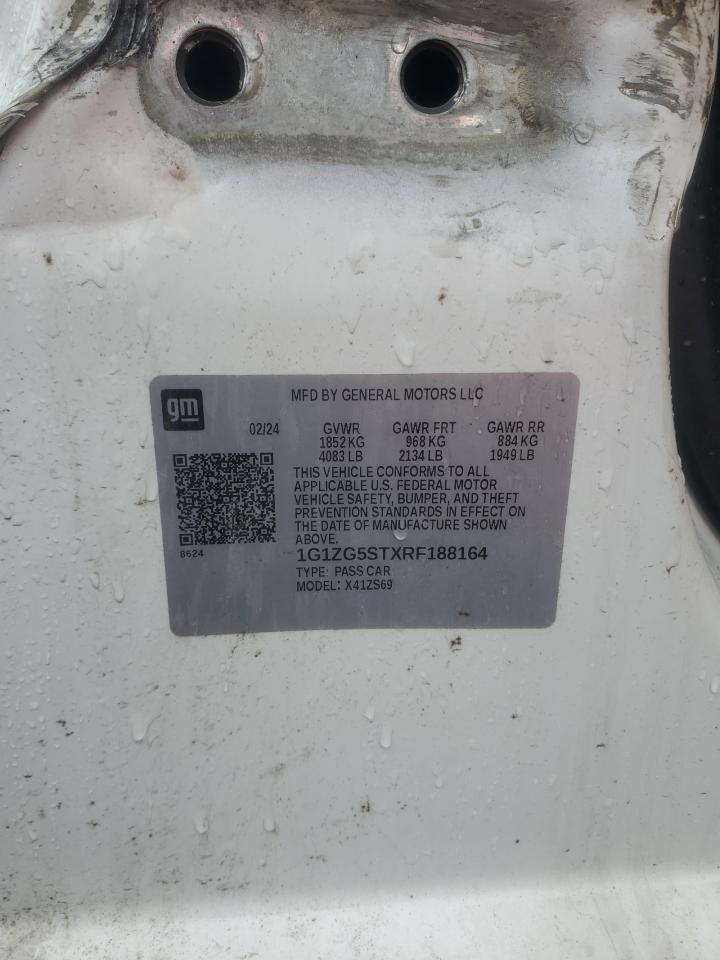 gm
MFD BY GENERAL MOTORS LLC
02/24 GVWR GAWR FRT GAWR RR
1852 KG 968 KG 884 KG
4083 LB 2134 LB 1949 LB
THIS VEHICLE CONFORMS TO ALL
APPLICABLE U.S. FEDERAL MOTOR
VEHICLE SAFETY, BUMPER, AND THEFT
PREVENTION STANDARDS IN EFFECT ON
THE DATE OF MANUFACTURE SHOWN
ABOVE.
8624
1G1ZG5STXRF188164
TYPE: PASS CAR
MODEL: X41ZS69